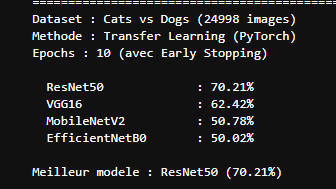 Dataset : Cats vs Dogs (24998 images)
Methode : Transfer Learning (PyTorch)
Epochs : 10 (avec Early Stopping)
ResNet50 : 70.21%
VGG16 : 62.42%
MobileNetV2 : 50.78%
EfficientNetB0 : 50.02%
Meilleur modele : ResNet50 (70.21%)